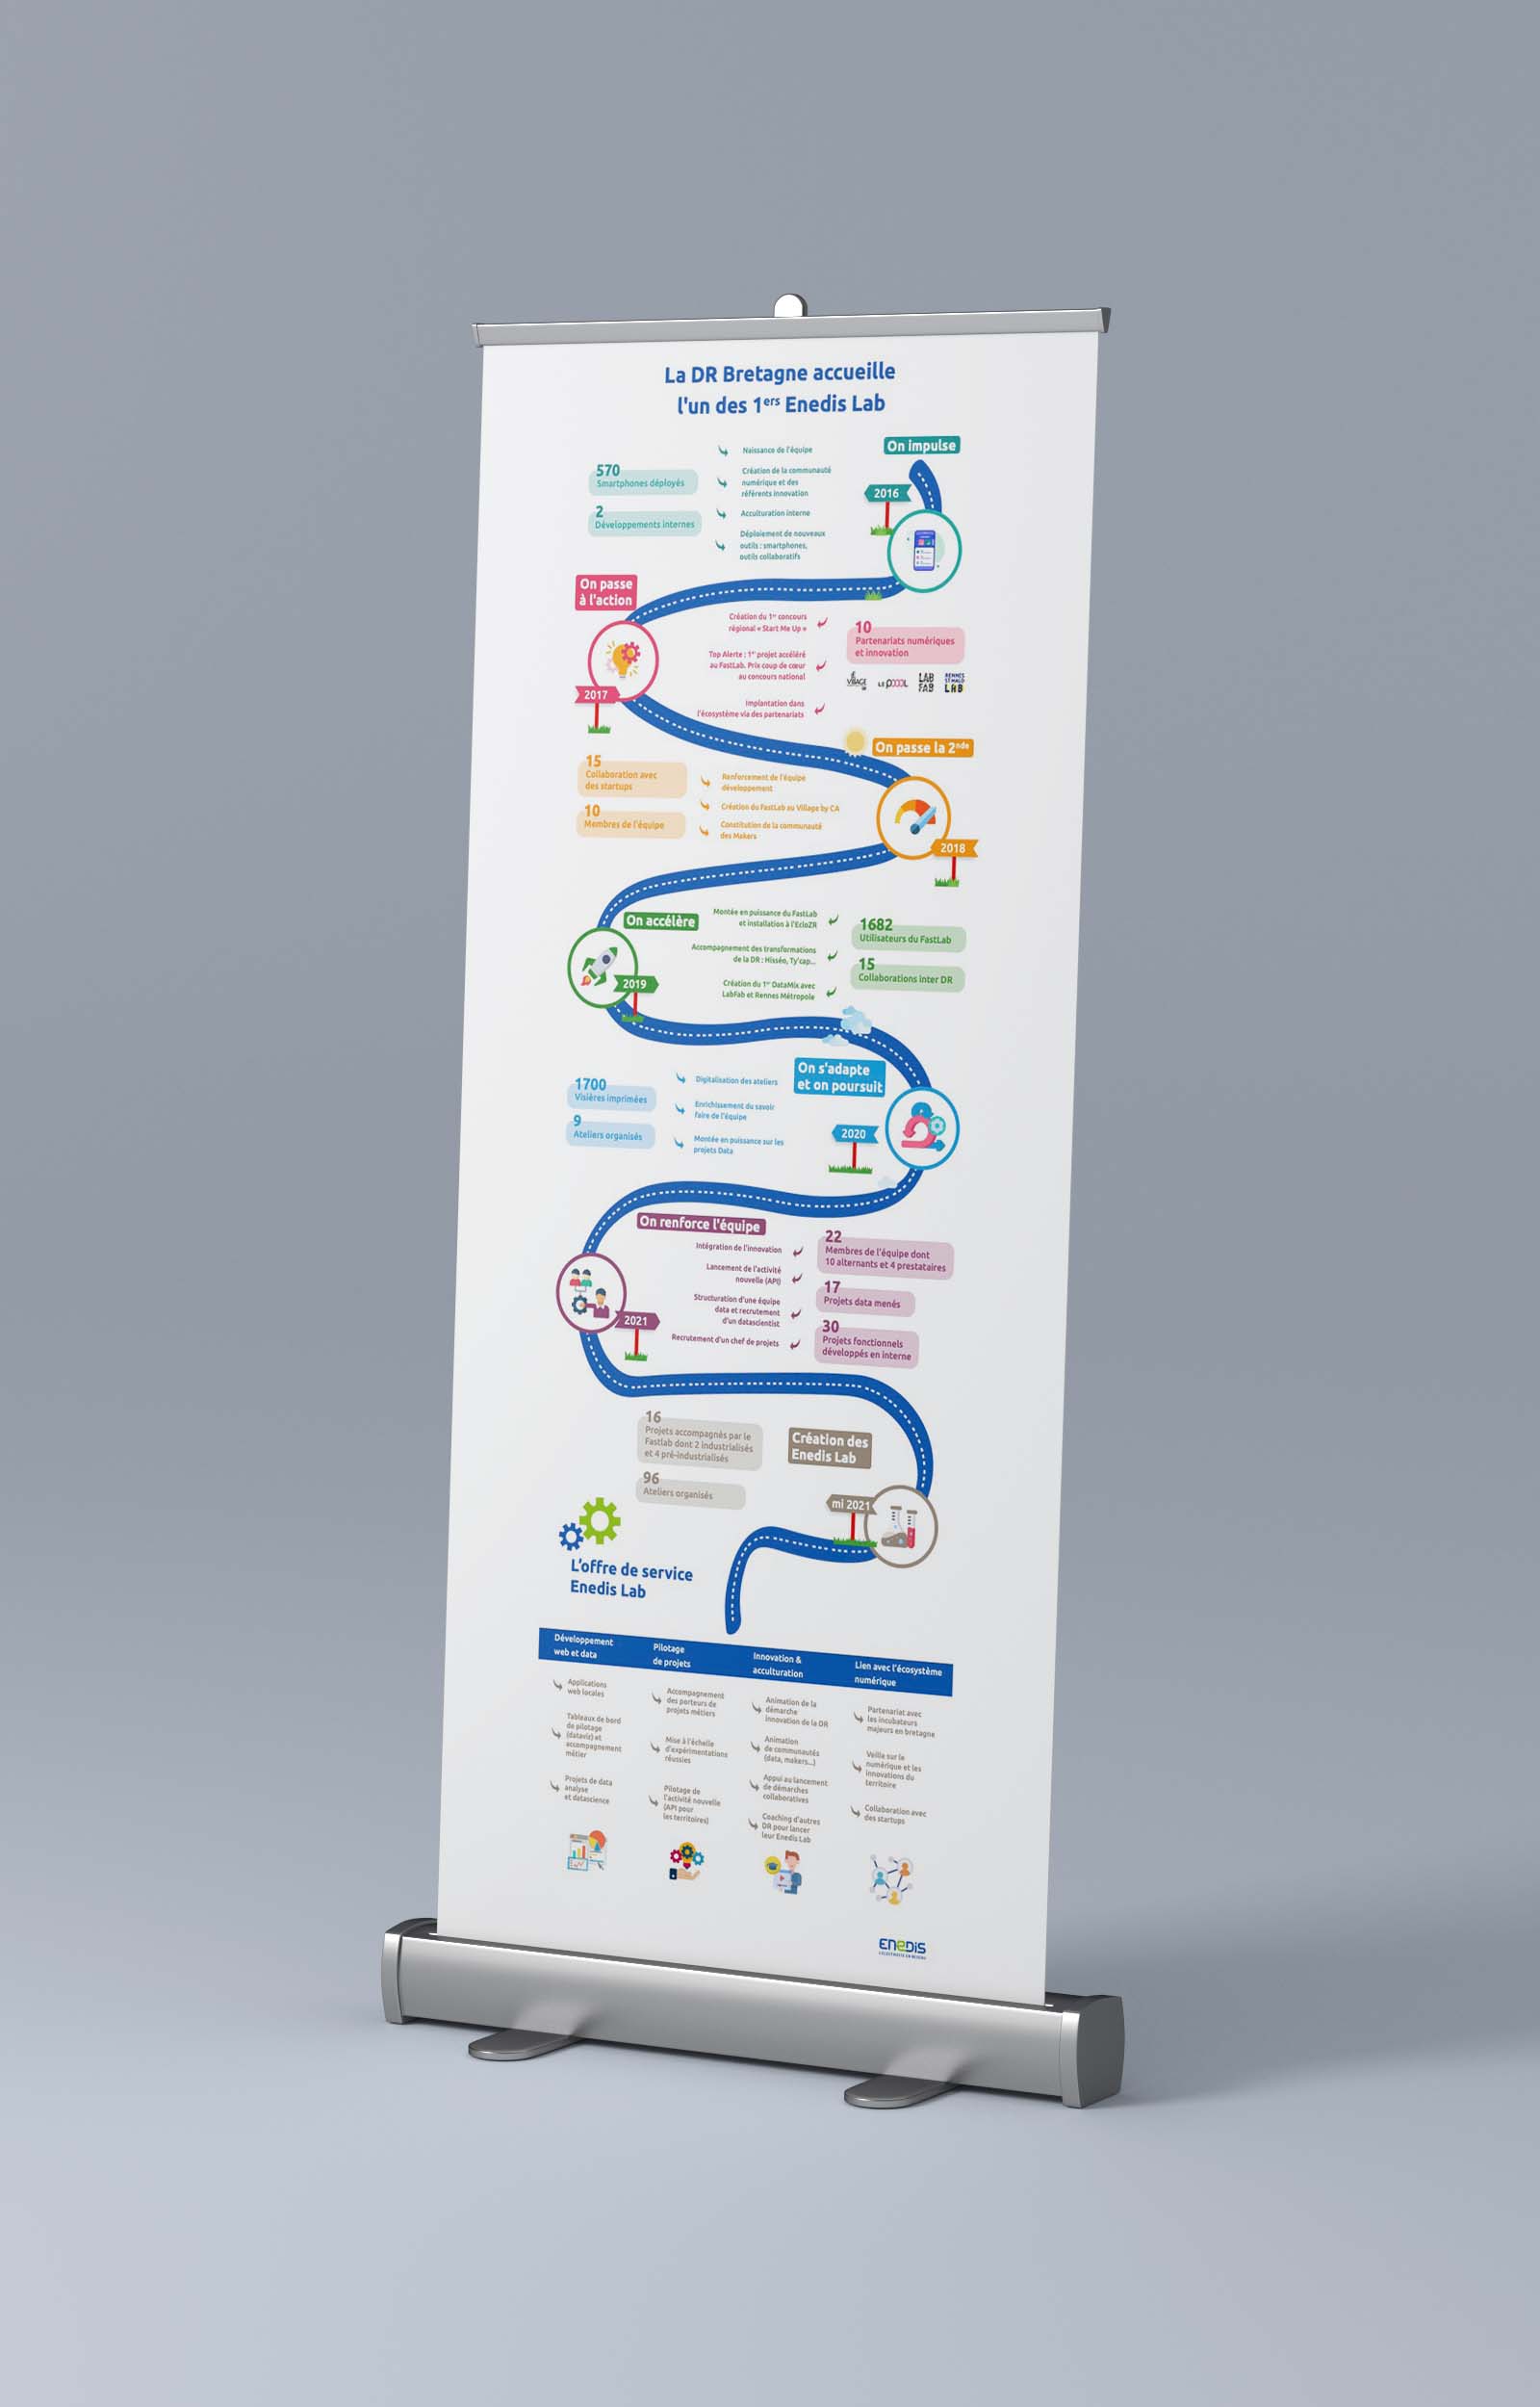 La DR Bretagne accueille
l'un des 1ers Enedis Lab
On impulse
2016
570
Smartphones déployés
2
Développements internes
Naissance de l'équipe
Création de la communauté
numérique et des
référents innovation
Acculturation interne
Déploiement de nouveaux
outils : smartphones,
outils collaboratifs
On passe
à l'action
2017
Création du 1er concours
régional « Start Me Up »
Top Alerte : 1er projet accéléré
au FastLab. Prix coup de cœur
au concours national
Implantation dans
l'écosystème via des partenariats
10
Partenariats numériques
et innovation
VILLAGE
LE POOOL
LAB
FAB
RENNES
ST MALO
LAB
On passe la 2nde
2018
15
Collaboration avec
des startups
10
Membres de l'équipe
Renforcement de l'équipe
développement
Création du FastLab au Village by CA
Constitution de la communauté
des Makers
On accélère
2019
Montée en puissance du FastLab
et installation à l'EcloZR
Accompagnement des transformations
de la DR : Hisséo, Ty'cap...
Création du 1er DataMix avec
LabFab et Rennes Métropole
1682
Utilisateurs du FastLab
15
Collaborations inter DR
On s'adapte
et on poursuit
2020
1700
Visières imprimées
9
Ateliers organisés
Digitalisation des ateliers
Enrichissement du savoir
faire de l'équipe
Montée en puissance sur les
projets Data
On renforce l'équipe
2021
Intégration de l'innovation
Lancement de l'activité
nouvelle (API)
Structuration d'une équipe
data et recrutement
d'un datascientist
Recrutement d'un chef de projets
22
Membres de l'équipe dont
10 alternants et 4 prestataires
17
Projets data menés
30
Projets fonctionnels
développés en interne
16
Projets accompagnés par le
Fastlab dont 2 industrialisés
et 4 pré-industrialisés
96
Ateliers organisés
Création des
Enedis Lab
mi 2021
L'offre de service
Enedis Lab
Développement
web et data
Applications
web locales
Tableaux de bord
de pilotage
(dataviz) et
accompagnement
métier
Projets de data
analyse
et datascience
Pilotage
de projets
Accompagnement
des porteurs de
projets métiers
Mise à l'échelle
d'expérimentations
réussies
Pilotage de
l'activité nouvelle
(API pour
les territoires)
Innovation &
acculturation
Animation de la
démarche
innovation de la DR
Animation
de communautés
(data, makers...)
Appui au lancement
de démarches
collaboratives
Coaching d'autres
DR pour lancer
leur Enedis Lab
Lien avec l'écosystème
numérique
Partenariat avec
les incubateurs
majeurs en bretagne
Veille sur le
numérique et les
innovations du
territoire
Collaboration avec
des startups
ENEDIS